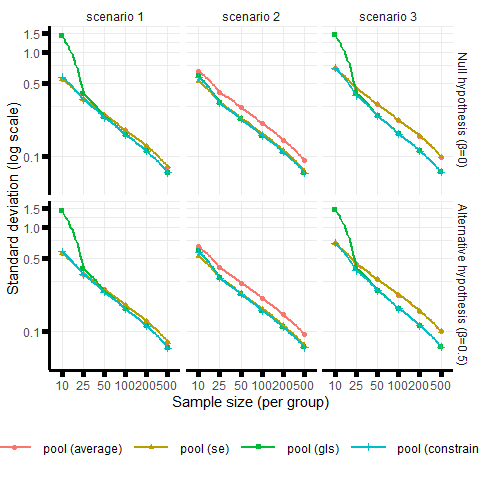 scenario 1 scenario 2 scenario 3
1.5
1.0
0.5
0.1
Null hypothesis (β=0)
Standard deviation (log scale)
1.5
1.0
0.5
0.1
Alternative hypothesis (β=0.5)
10 25 50 100 200 500 10 25 50 100 200 500 10 25 50 100 200 500
Sample size (per group)
pool (average) pool (se) pool (gls) pool (constrain